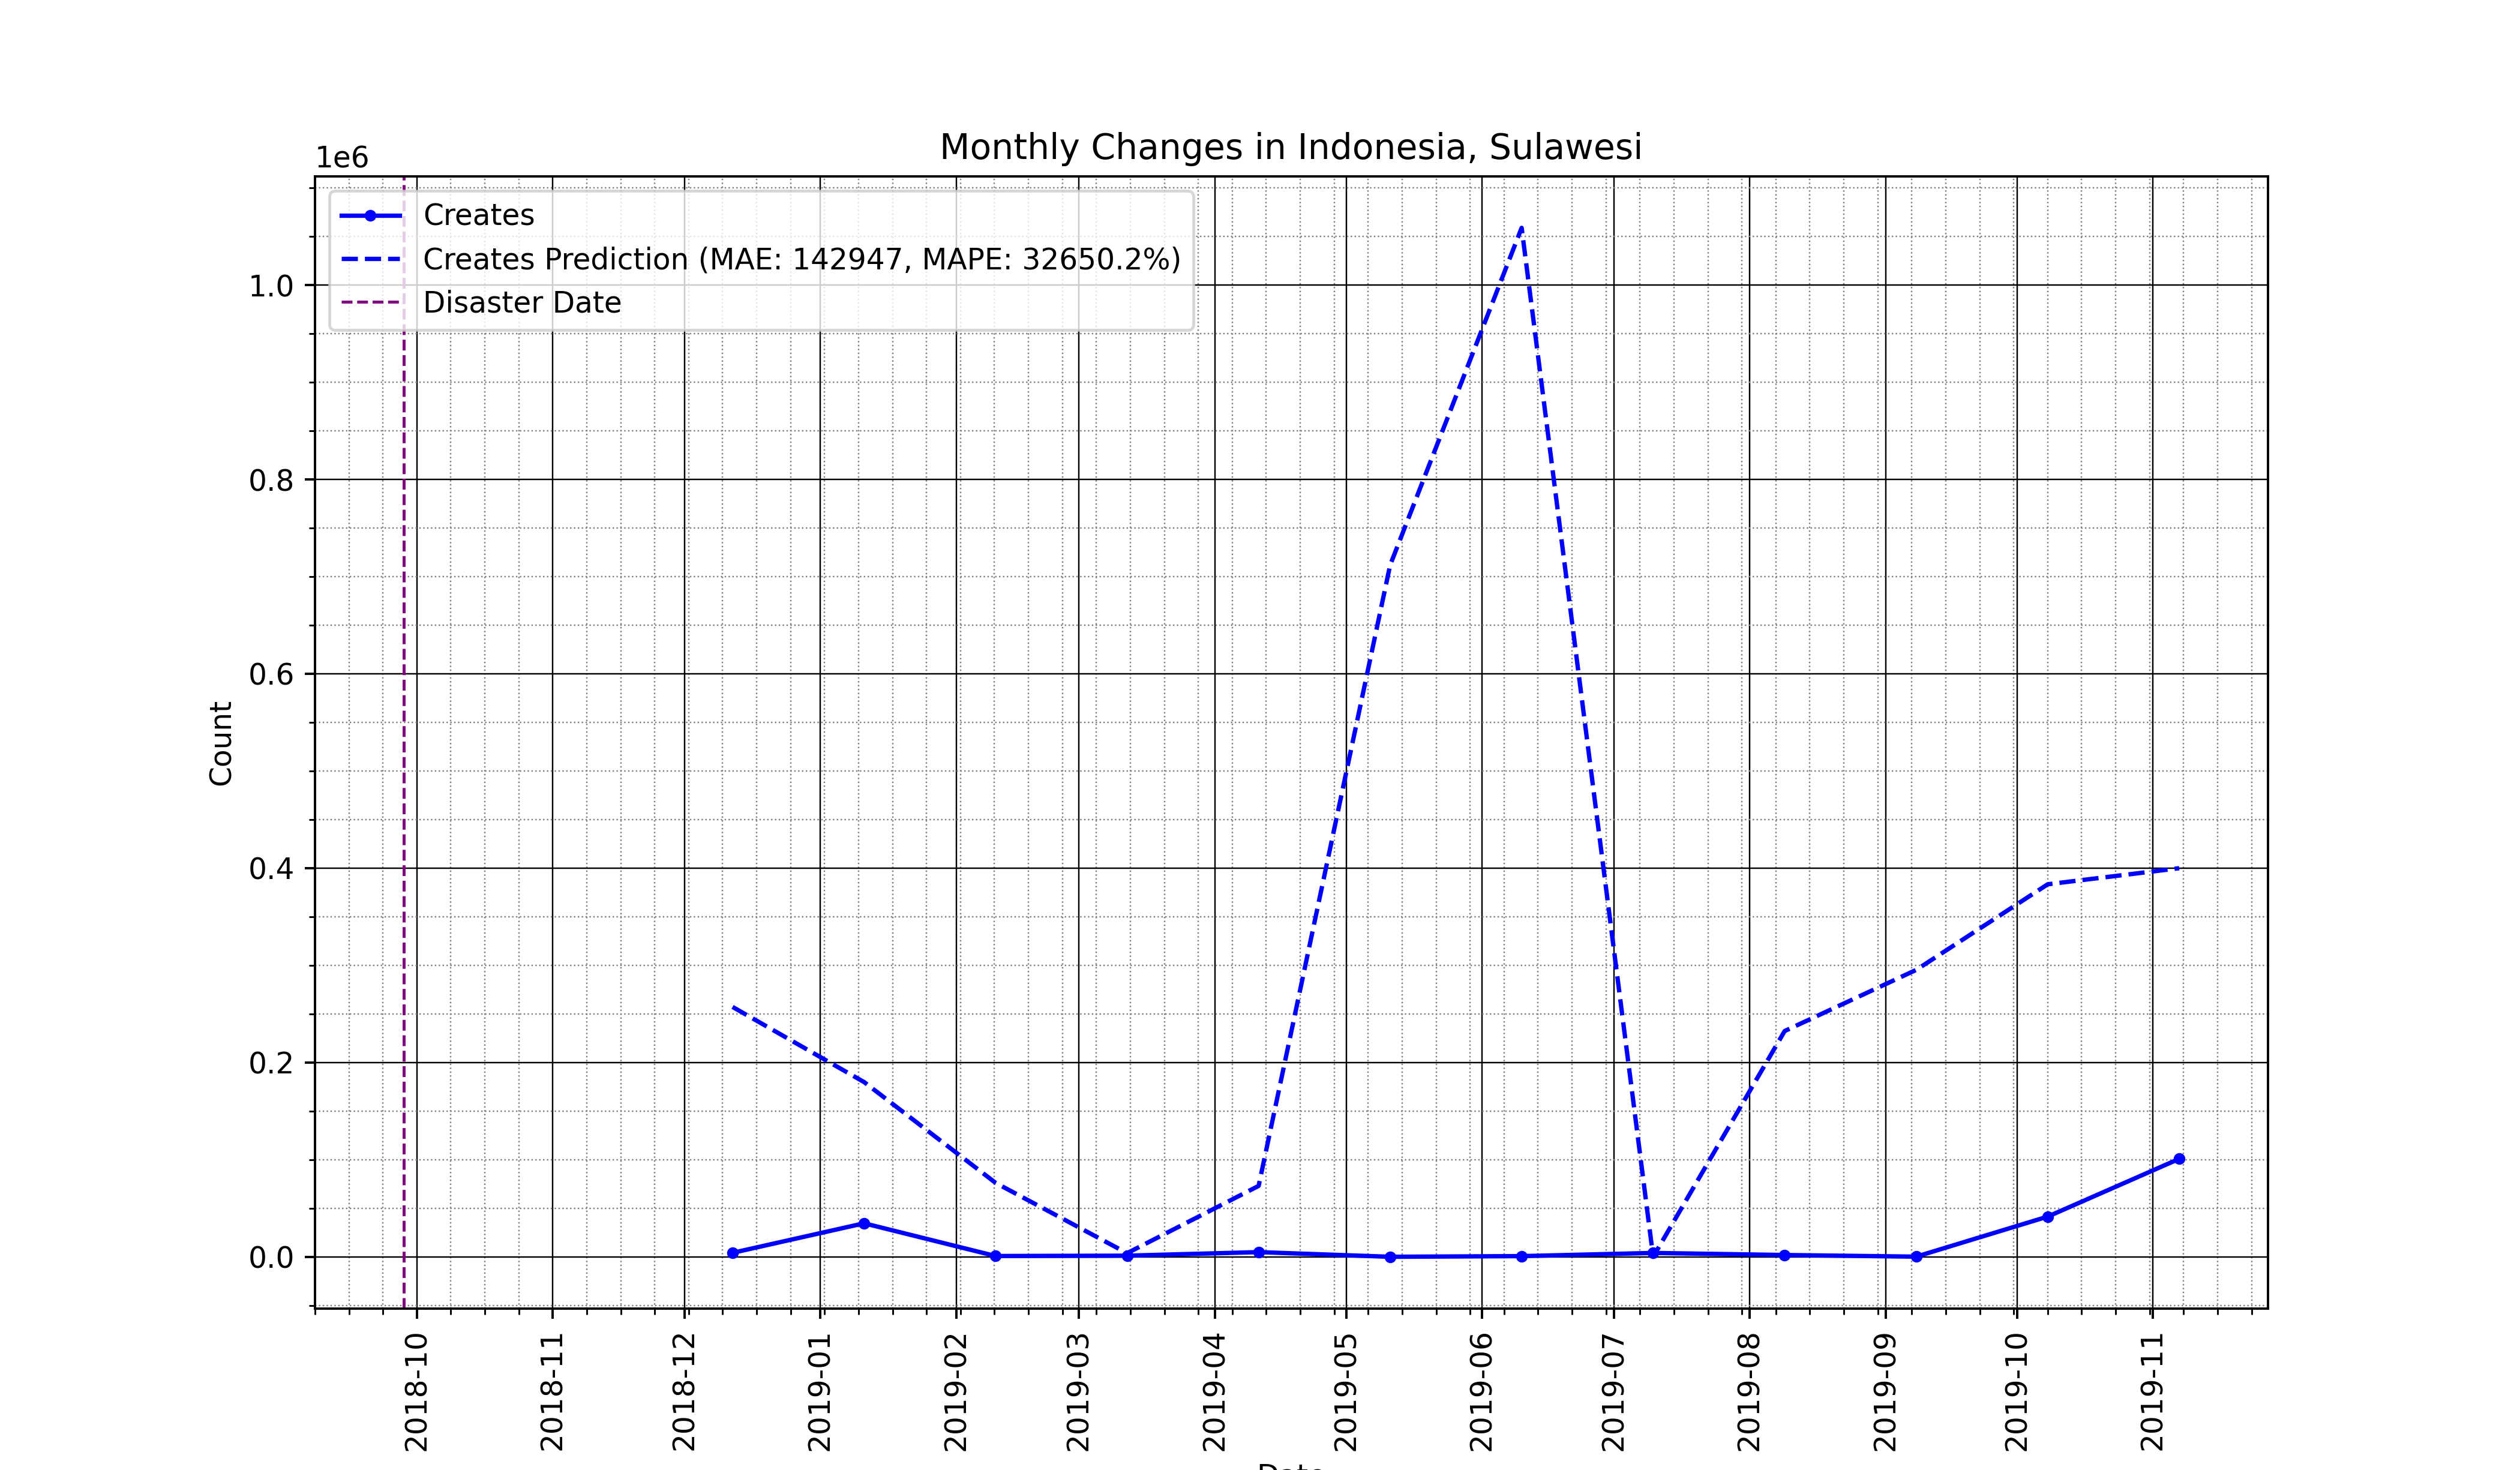 Monthly Changes in Indonesia, Sulawesi
1e6
Creates
Creates Prediction (MAE: 142947, MAPE: 32650.2%)
Disaster Date
1.0
0.8
0.6
0.4
0.2
0.0
Count
2018-10
2018-11
2018-12
2019-01
2019-02
2019-03
2019-04
2019-05
2019-06
2019-07
2019-08
2019-09
2019-10
2019-11
Date